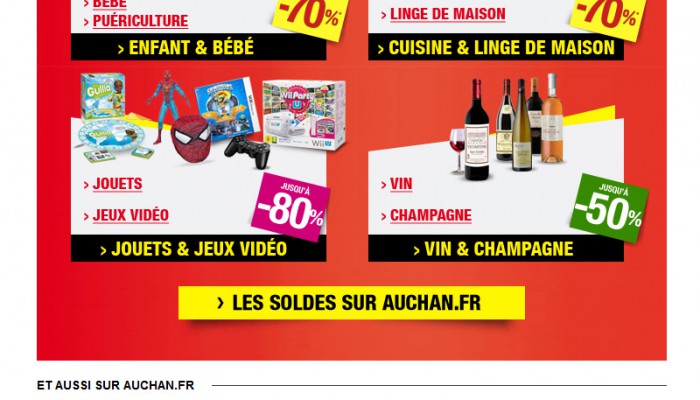 > BÉBÉ
> PUÉRICULTURE
-70%*
> ENFANT & BÉBÉ
> LINGE DE MAISON
-70%*
> CUISINE & LINGE DE MAISON
Gulli
Wii Party U
Wii U
> JOUETS
> JEUX VIDÉO
JUSQU'À
-80%
> JOUETS & JEUX VIDÉO
> VIN
> CHAMPAGNE
JUSQU'À
-50%
> VIN & CHAMPAGNE
> LES SOLDES SUR AUCHAN.FR
ET AUSSI SUR AUCHAN.FR